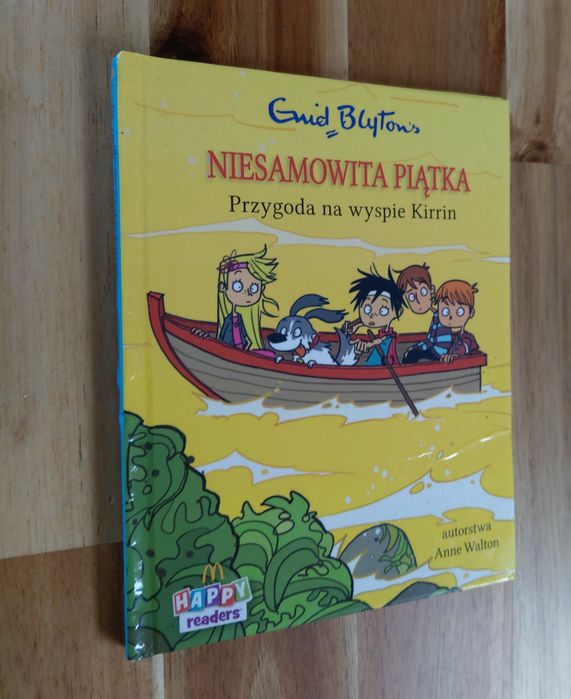 Enid Blyton's
NIESAMOWITA PIĄTKA
Przygoda na wyspie Kirrin
autorstwa
Anne Walton
HAPPY
readers